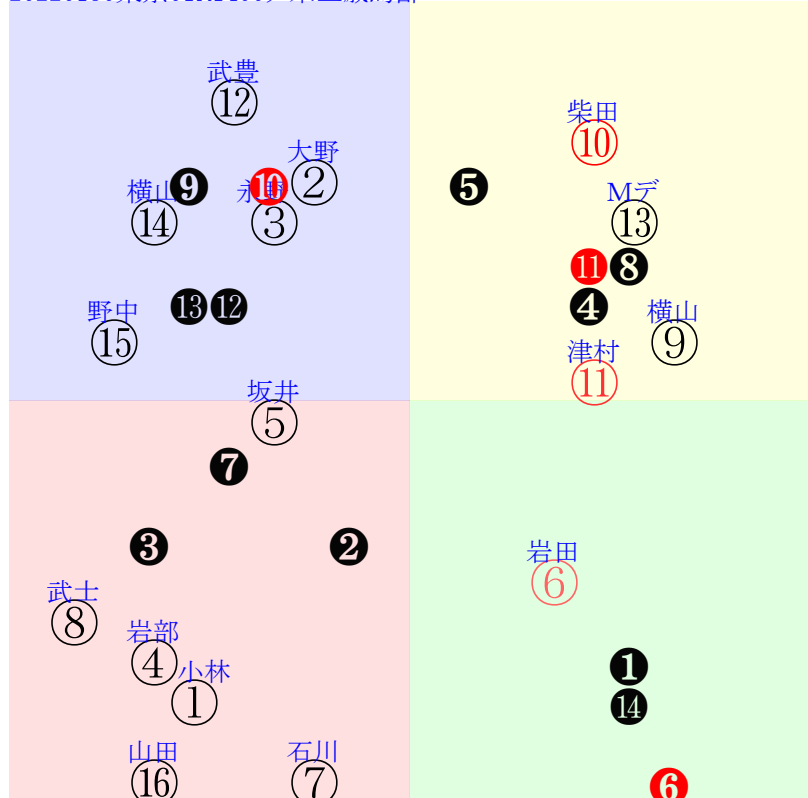 武豊
⑫
柴田
⑩
大野
②
❾
❿
❺
横山
⑭
③
Mデ
⑬
⓫
❽
⓭
⓬
❹
野中
⑮
横山
⑨
津村
⑪
坂井
⑤
❼
❸
❷
岩田
⑥
武士
⑧
岩部
④
小林
①
❶
⓮
山田
⑯
石川
⑦
❻